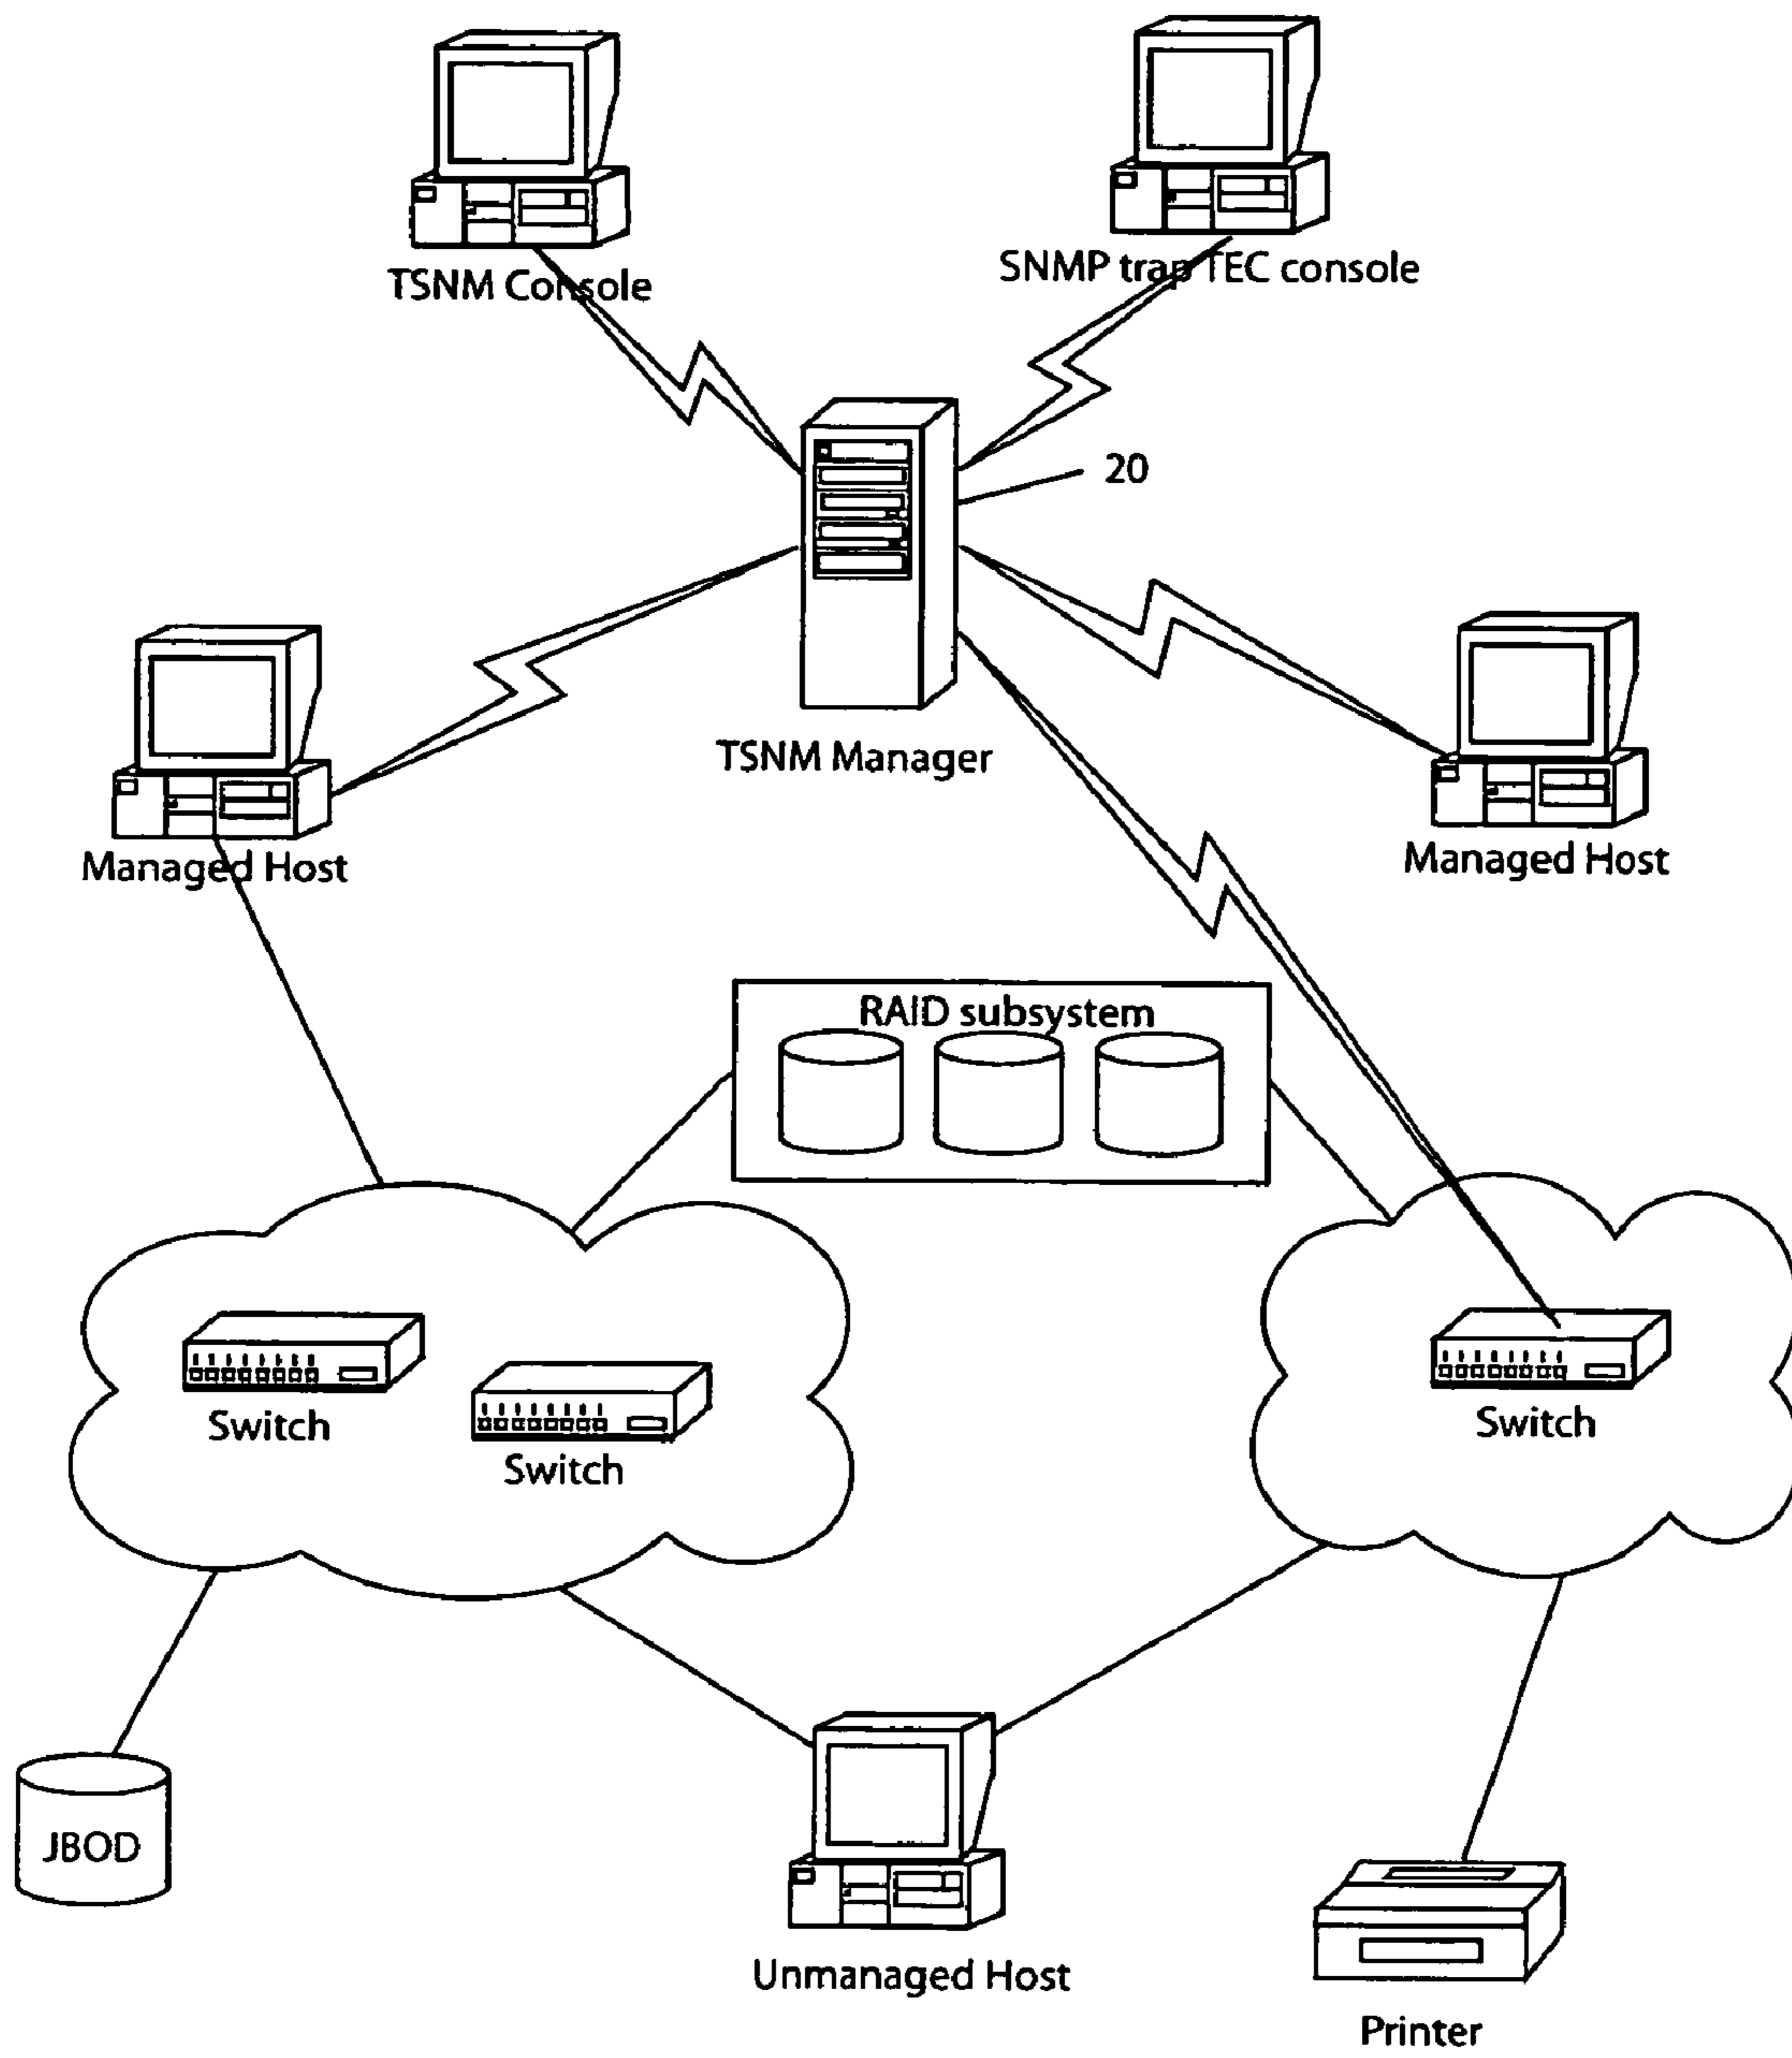 TSNM Console
SNMP trap TEC console
20
TSNM Manager
Managed Host
Managed Host
RAID subsystem
Switch
Switch
Switch
JBOD
Unmanaged Host
Printer